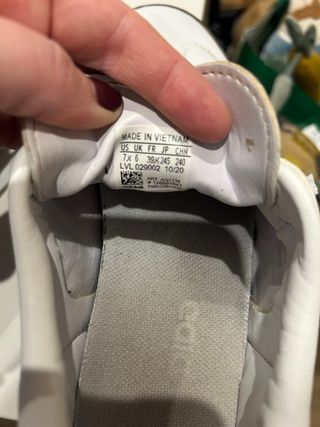 MADE IN VIETNAM
US UK FR JP CHN
7½ 6 39⅓ 245 240
LVL 029002 10/20
adidas